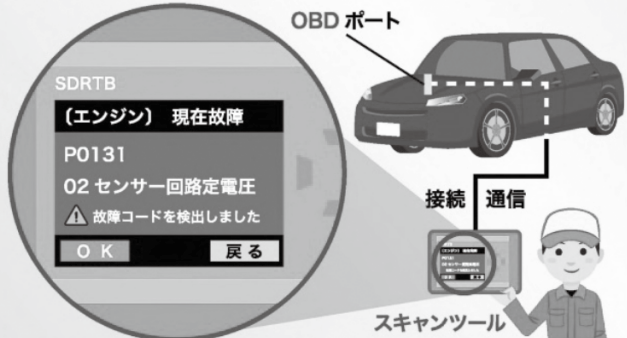 OBD ポート
SDRTB
〔エンジン〕 現在故障
P0131
O2 センサー回路定電圧
故障コードを検出しました
O K
戻る
接続
通信
スキャンツール